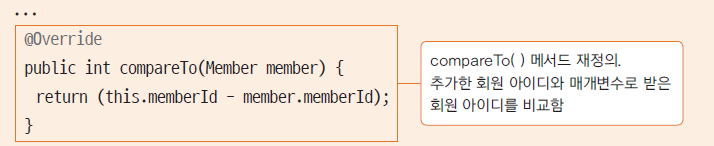 ...
@Override
public int compareTo(Member member) {
return (this.memberId - member.memberId);
}
compareTo( ) 메서드 재정의.
추가한 회원 아이디와 매개변수로 받은
회원 아이디를 비교함